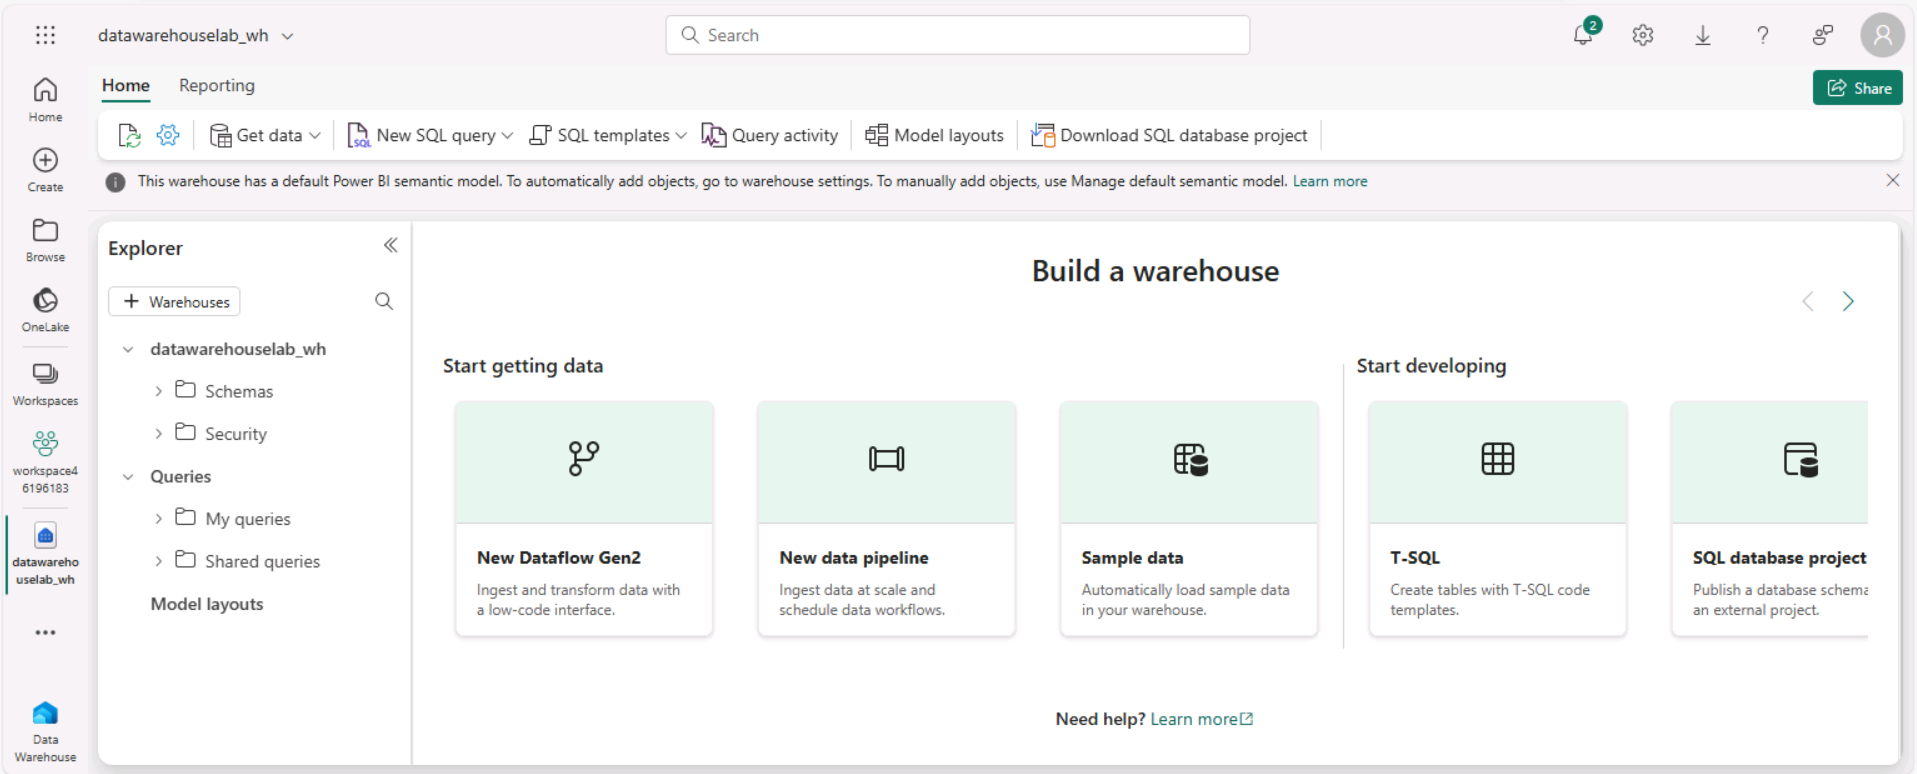 datawarehouselab_wh
Search
2
Home
Reporting
Share
Get data
New SQL query
SQL templates
Query activity
Model layouts
Download SQL database project
This warehouse has a default Power BI semantic model. To automatically add objects, go to warehouse settings. To manually add objects, use Manage default semantic model. Learn more
Home
Create
Browse
OneLake
Workspaces
workspace4
6196183
datawareho
uselab_wh
Data
Warehouse
Explorer
Warehouses
datawarehouselab_wh
Schemas
Security
Queries
My queries
Shared queries
Model layouts
Build a warehouse
Start getting data
New Dataflow Gen2
Ingest and transform data with
a low-code interface.
New data pipeline
Ingest data at scale and
schedule data workflows.
Sample data
Automatically load sample data
in your warehouse.
Start developing
T-SQL
Create tables with T-SQL code
templates.
SQL database project
Publish a database schema
an external project.
Need help? Learn more